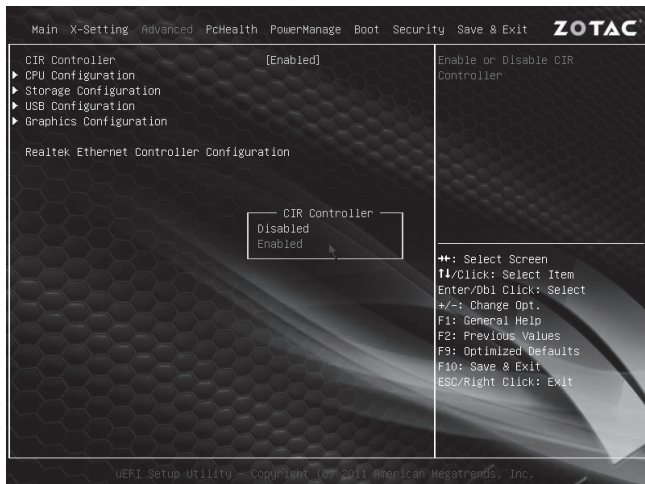 Main X-Setting Advanced PcHealth PowerManage Boot Security Save & Exit ZOTAC
CIR Controller [Enabled]
CPU Configuration
Storage Configuration
USB Configuration
Graphics Configuration
Realtek Ethernet Controller Configuration
Enable or Disable CIR
Controller
CIR Controller
Disabled
Enabled
→←: Select Screen
↑↓/Click: Select Item
Enter/Dbl Click: Select
+/-: Change Opt.
F1: General Help
F2: Previous Values
F9: Optimized Defaults
F10: Save & Exit
ESC/Right Click: Exit
uEFI Setup Utility - Copyright (C) 2011 American Megatrends, Inc.